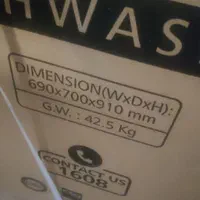 HWAS
DIMENSION(WxDxH):
690x700x910 mm
G.W. : 42.5 Kg
CONTACT US
1608